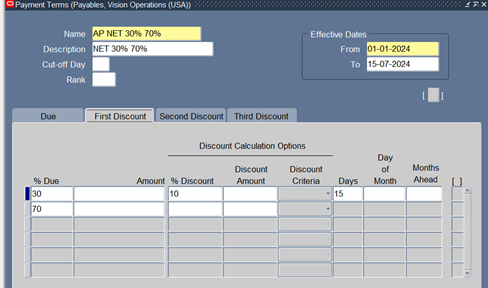 Payment Terms (Payables, Vision Operations (USA))
Name AP NET 30% 70%
Description NET 30% 70%
Cut-off Day
Rank
Effective Dates
From 01-01-2024
To 15-07-2024
[ ]
Due First Discount Second Discount Third Discount
Discount Calculation Options
% Due Amount % Discount Discount Amount Discount Criteria Days Day of Month Months Ahead [ ]
30 10 15
70